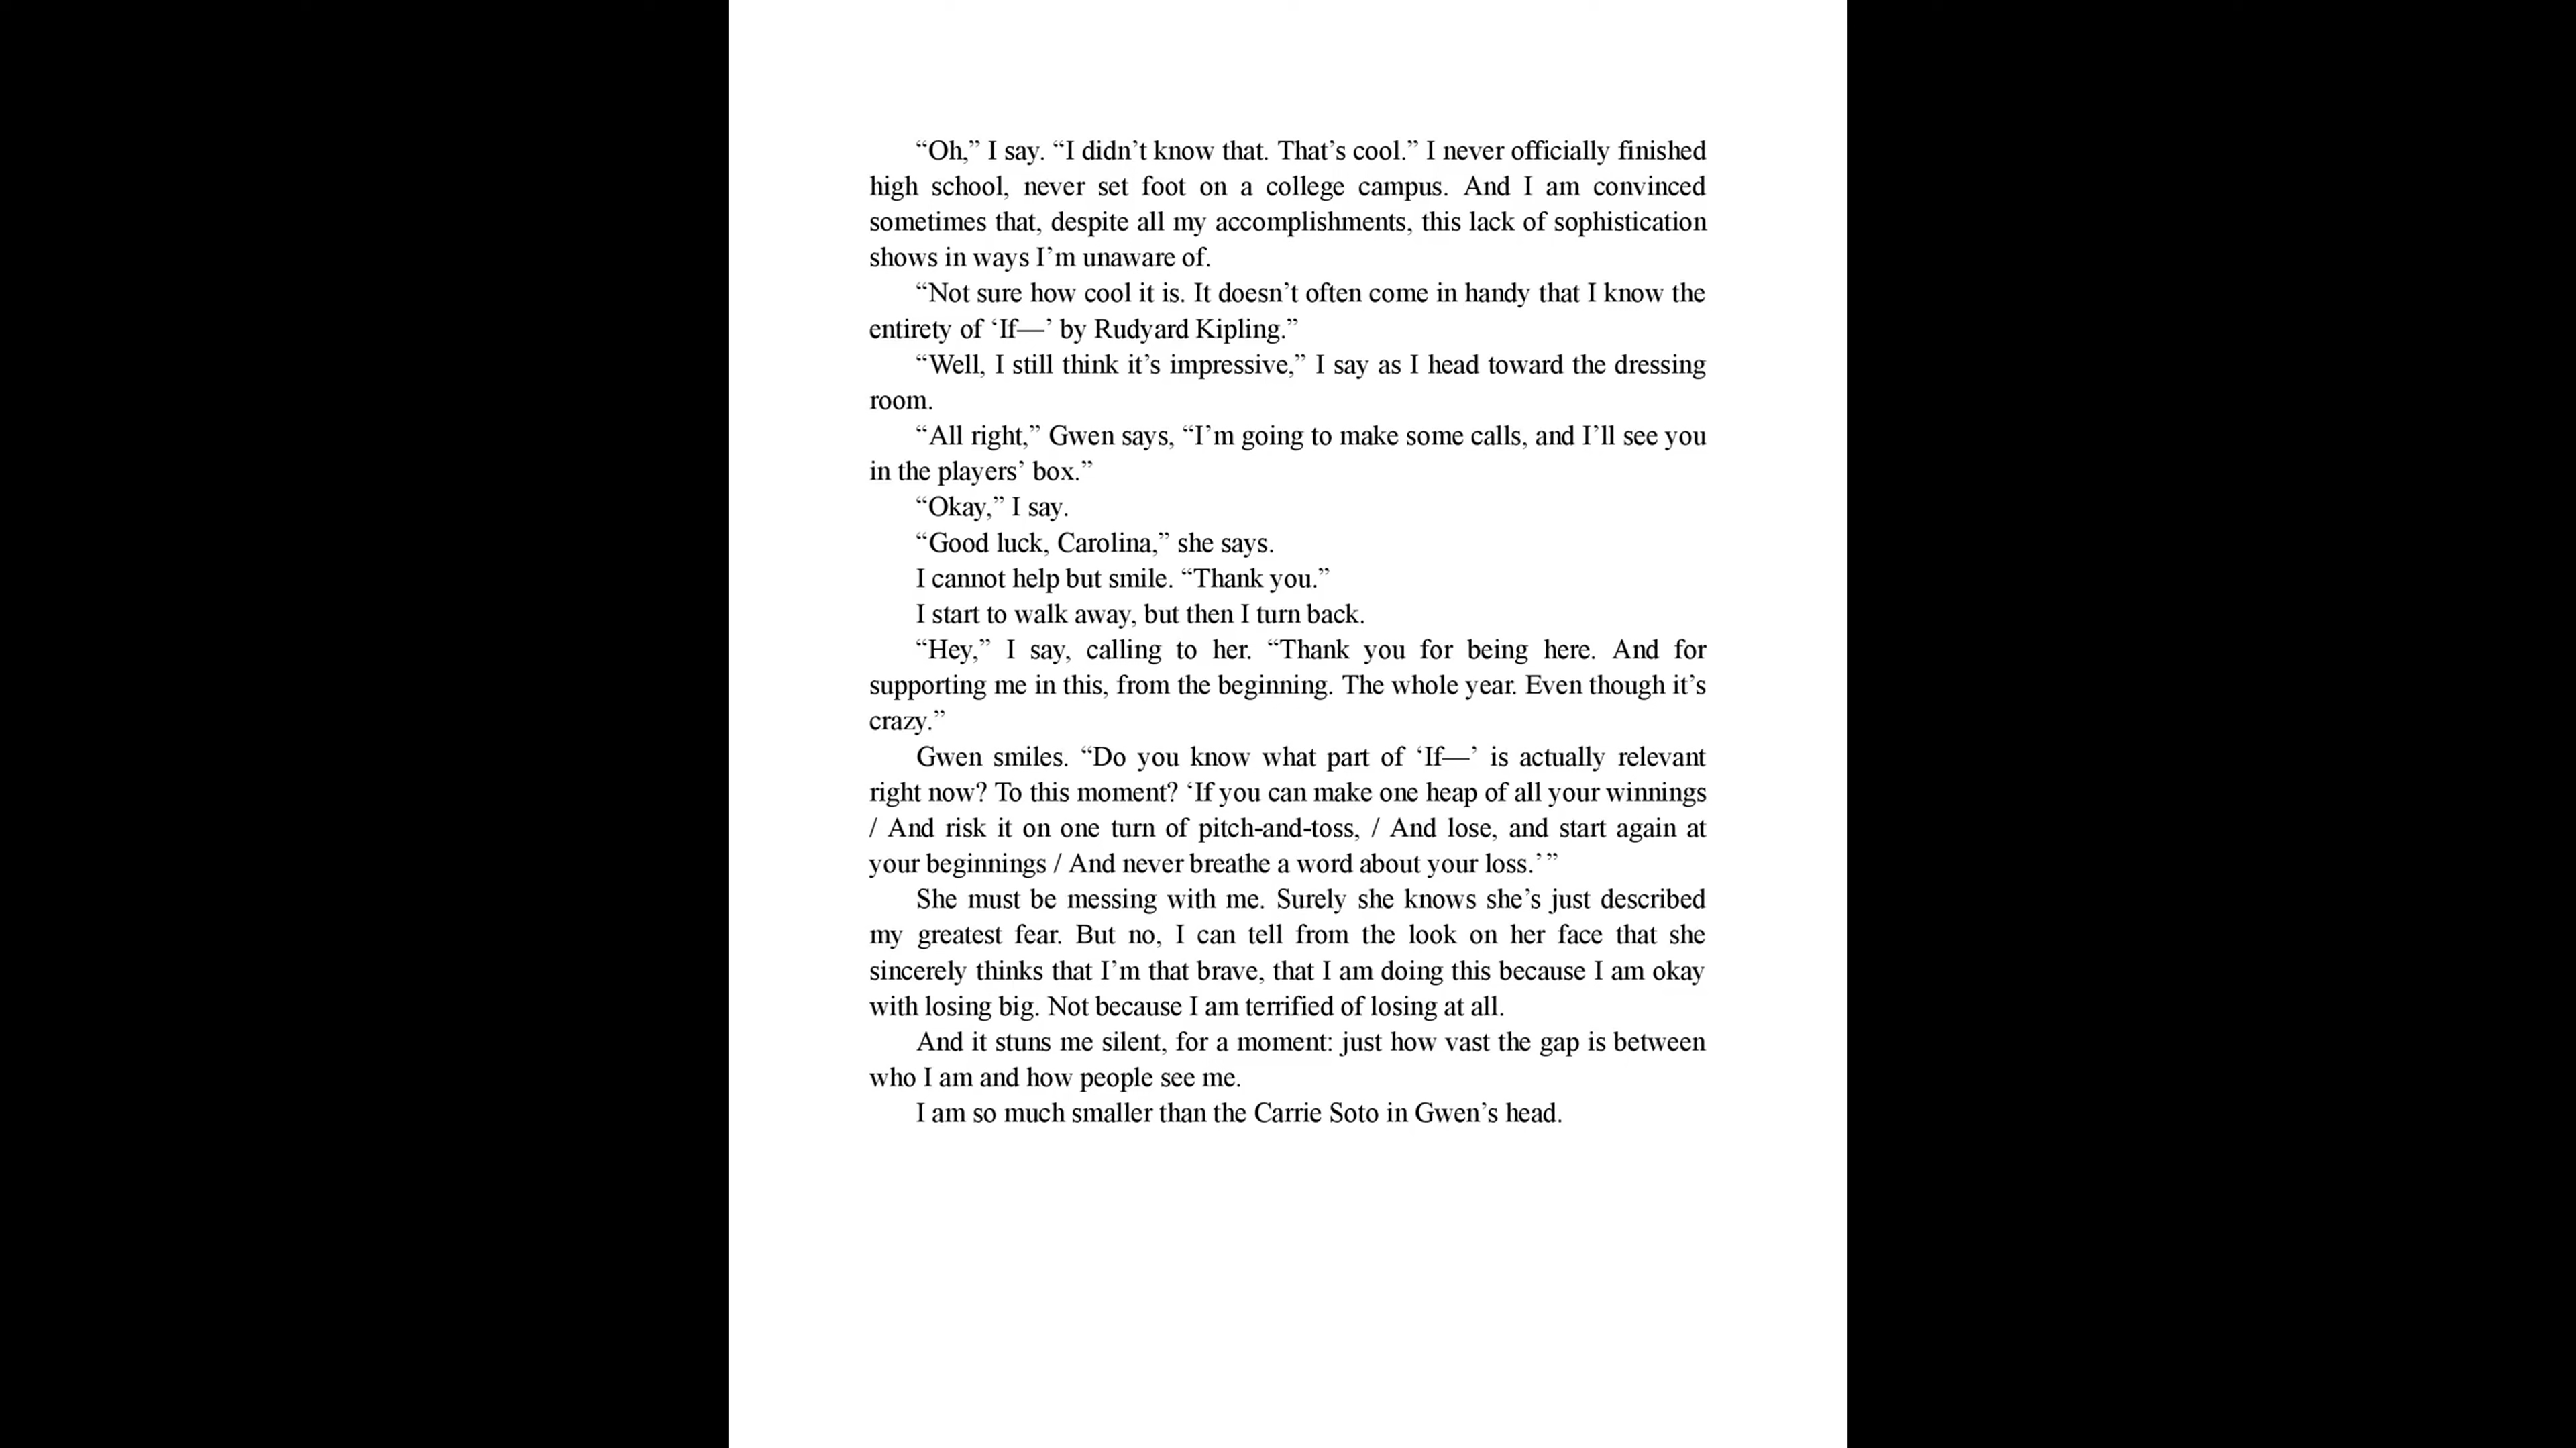 “Oh,” I say. “I didn’t know that. That’s cool.” I never officially finished
high school, never set foot on a college campus. And I am convinced
sometimes that, despite all my accomplishments, this lack of sophistication
shows in ways I’m unaware of.
“Not sure how cool it is. It doesn’t often come in handy that I know the
entirety of ‘If—’ by Rudyard Kipling.”
“Well, I still think it’s impressive,” I say as I head toward the dressing
room.
“All right,” Gwen says, “I’m going to make some calls, and I’ll see you
in the players’ box.”
“Okay,” I say.
“Good luck, Carolina,” she says.
I cannot help but smile. “Thank you.”
I start to walk away, but then I turn back.
“Hey,” I say, calling to her. “Thank you for being here. And for
supporting me in this, from the beginning. The whole year. Even though it’s
crazy.”
Gwen smiles. “Do you know what part of ‘If—’ is actually relevant
right now? To this moment? ‘If you can make one heap of all your winnings
/ And risk it on one turn of pitch-and-toss, / And lose, and start again at
your beginnings / And never breathe a word about your loss.’ ”
She must be messing with me. Surely she knows she’s just described
my greatest fear. But no, I can tell from the look on her face that she
sincerely thinks that I’m that brave, that I am doing this because I am okay
with losing big. Not because I am terrified of losing at all.
And it stuns me silent, for a moment: just how vast the gap is between
who I am and how people see me.
I am so much smaller than the Carrie Soto in Gwen’s head.